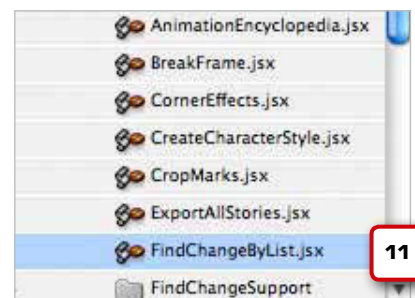 AnimationEncyclopedia.jsx
BreakFrame.jsx
CornerEffects.jsx
CreateCharacterStyle.jsx
CropMarks.jsx
ExportAllStories.jsx
FindChangeByList.jsx
11
FindChangeSupport